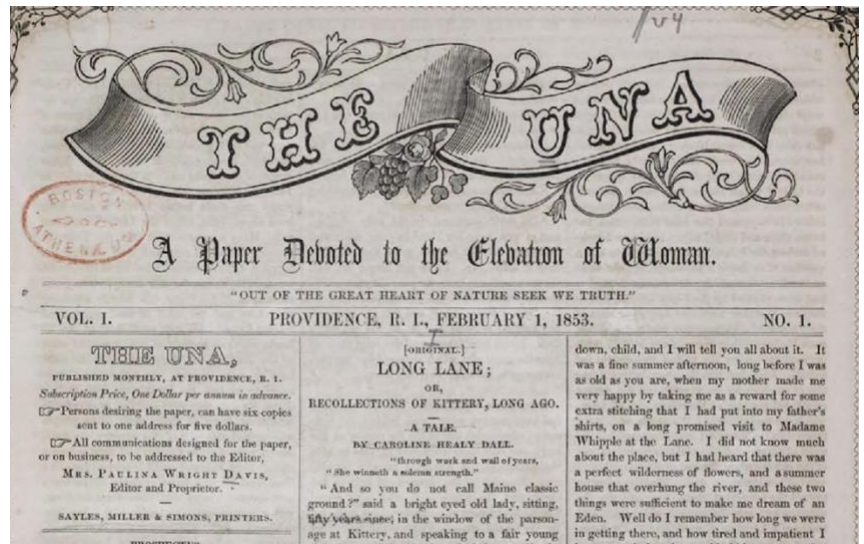 THE UNA
BOSTON
ATHENÆUM
A Paper Devoted to the Elevation of Woman.
"OUT OF THE GREAT HEART OF NATURE SEEK WE TRUTH."
VOL. I. PROVIDENCE, R. I., FEBRUARY 1, 1853. NO. 1.
THE UNA,
PUBLISHED MONTHLY, AT PROVIDENCE, R. I.
Subscription Price, One Dollar per annum in advance.
☞Persons desiring the paper, can have six copies
sent to one address for five dollars.
☞All communications designed for the paper,
or on business, to be addressed to the Editor,
MRS. PAULINA WRIGHT DAVIS,
Editor and Proprietor.
SAYLES, MILLER & SIMONS, PRINTERS.
[ORIGINAL.]
LONG LANE;
OR,
RECOLLECTIONS OF KITTERY, LONG AGO.
A TALE.
BY CAROLINE HEALY DALL.
"through work and wail of years,
"She winneth a solemn strength."
"And so you do not call Maine classic
ground?" said a bright eyed old lady, sitting,
fifty years since, in the window of the parson-
age at Kittery, and speaking to a fair young
down, child, and I will tell you all about it. It
was a fine summer afternoon, long before I was
as old as you are, when my mother made me
very happy by taking me as a reward for some
extra stitching that I had put into my father's
shirts, on a long promised visit to Madame
Whipple at the Lane. I did not know much
about the place, but I had heard that there was
a perfect wilderness of flowers, and a summer
house that overhung the river, and these two
things were sufficient to make me dream of an
Eden. Well do I remember how long we were
in getting there, and how tired and impatient I